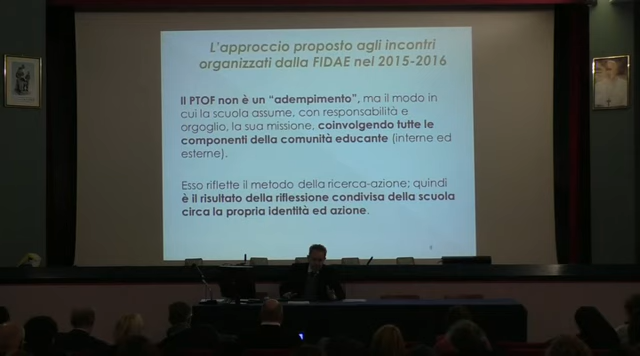 L'approccio proposto agli incontri
organizzati dalla FIDAE nel 2015-2016
Il PTOF non è un “adempimento”, ma il modo in
cui la scuola assume, con responsabilità e
orgoglio, la sua missione, coinvolgendo tutte le
componenti della comunità educante (interne ed
esterne).
Esso riflette il metodo della ricerca-azione; quindi
è il risultato della riflessione condivisa della scuola
circa la propria identità ed azione.